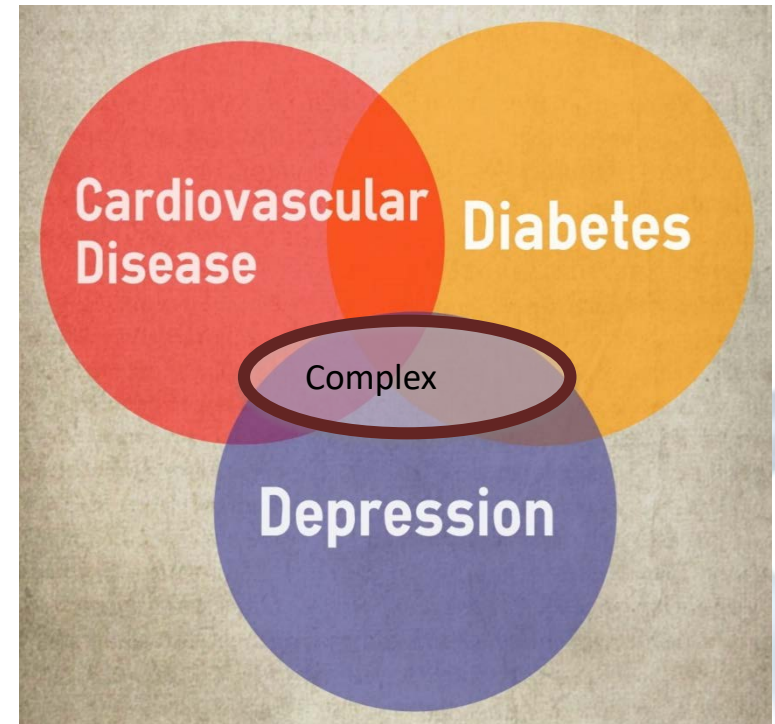 Cardiovascular
Disease
Diabetes
Complex
Depression